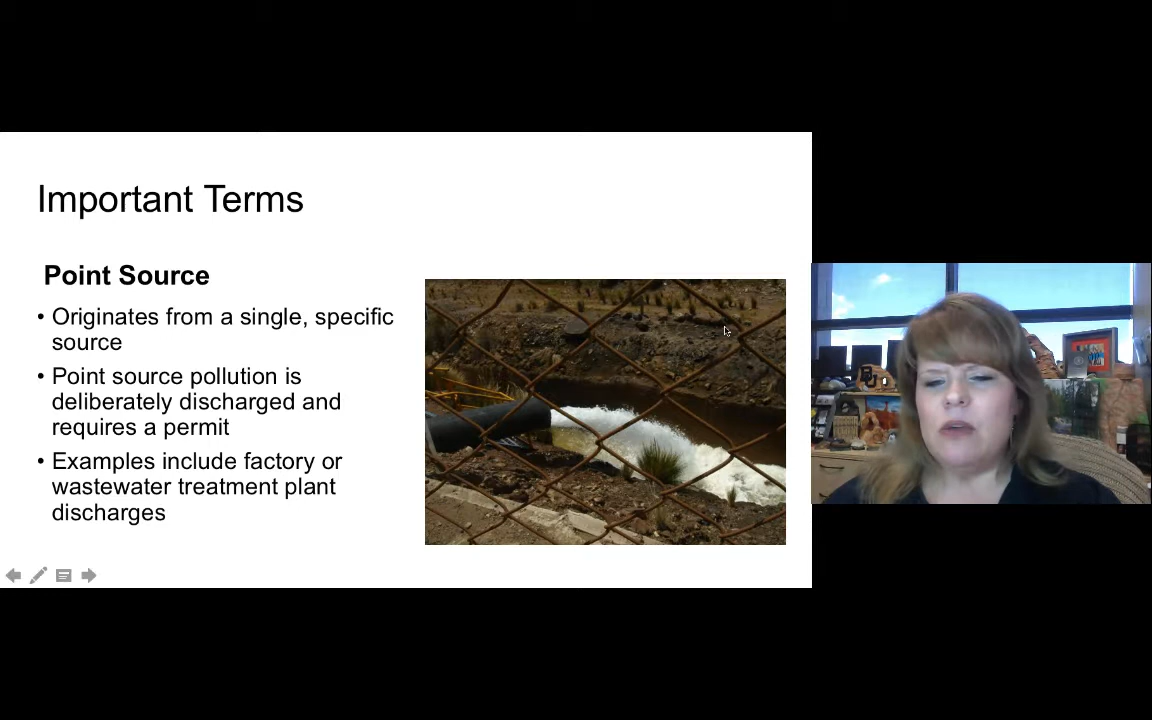 Important Terms
Point Source
• Originates from a single, specific
source
• Point source pollution is
deliberately discharged and
requires a permit
• Examples include factory or
wastewater treatment plant
discharges